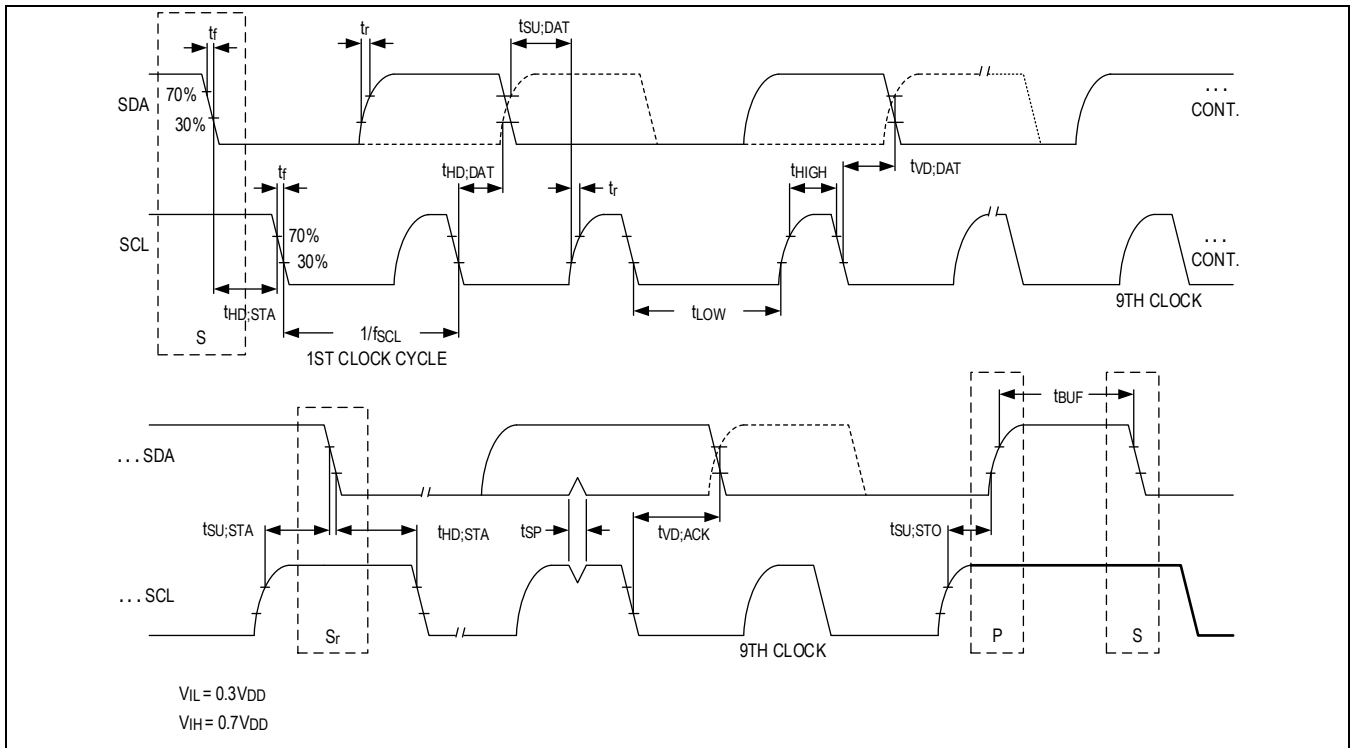 tf
tr
tSU;DAT
SDA
70%
30%
...
CONT.
tf
tHD;DAT
tr
tHIGH
tVD;DAT
SCL
70%
30%
...
CONT.
tHD;STA
tLOW
9TH CLOCK
S
1/fSCL
1ST CLOCK CYCLE
tBUF
...SDA
tSU;STA
tHD;STA
tSP
tVD;ACK
tSU;STO
...SCL
Sr
9TH CLOCK
P
S
VIL = 0.3VDD
VIH = 0.7VDD